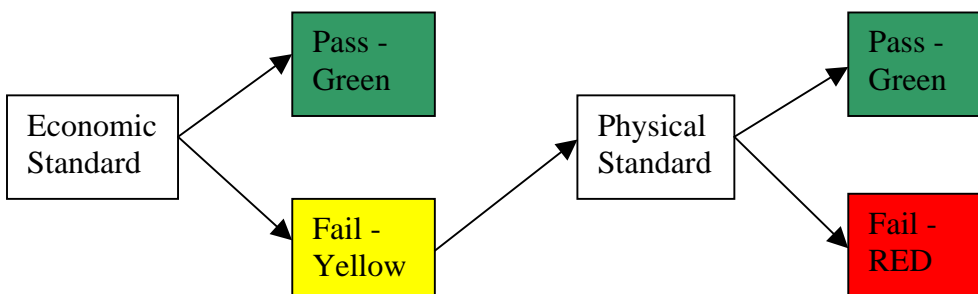 Economic
Standard
Pass -
Green
Fail -
Yellow
Physical
Standard
Pass -
Green
Fail -
RED